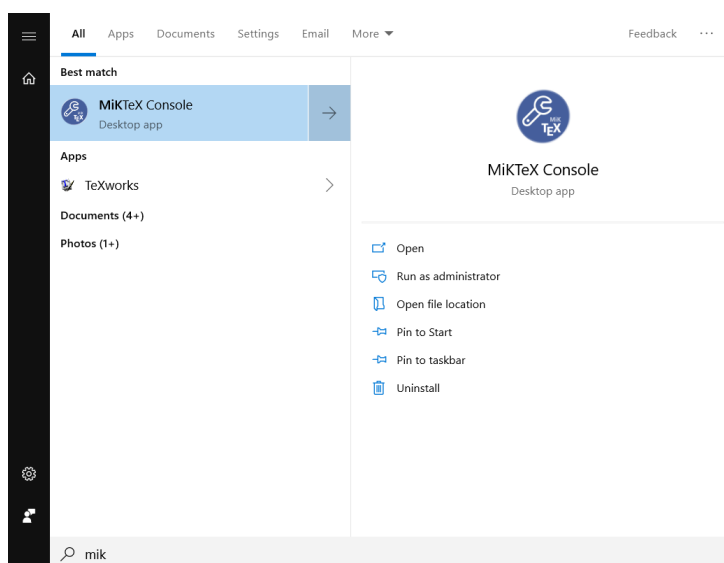 All Apps Documents Settings Email More Feedback ...
Best match
MiKTeX Console
Desktop app
Apps
TeXworks
Documents (4+)
Photos (1+)
MiK
TEX
MiKTeX Console
Desktop app
Open
Run as administrator
Open file location
Pin to Start
Pin to taskbar
Uninstall
mik